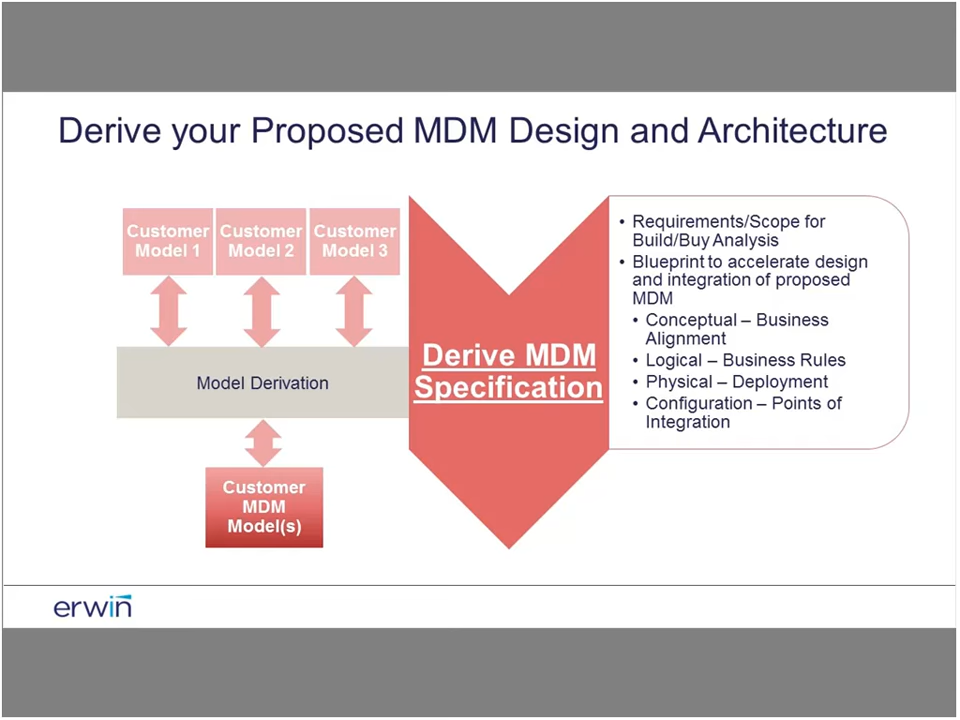 Derive your Proposed MDM Design and Architecture
Customer
Model 1
Customer
Model 2
Customer
Model 3
Model Derivation
Customer
MDM
Model(s)
Derive MDM
Specification
• Requirements/Scope for
Build/Buy Analysis
• Blueprint to accelerate design
and integration of proposed
MDM
• Conceptual – Business
Alignment
• Logical – Business Rules
• Physical – Deployment
• Configuration – Points of
Integration
erwin